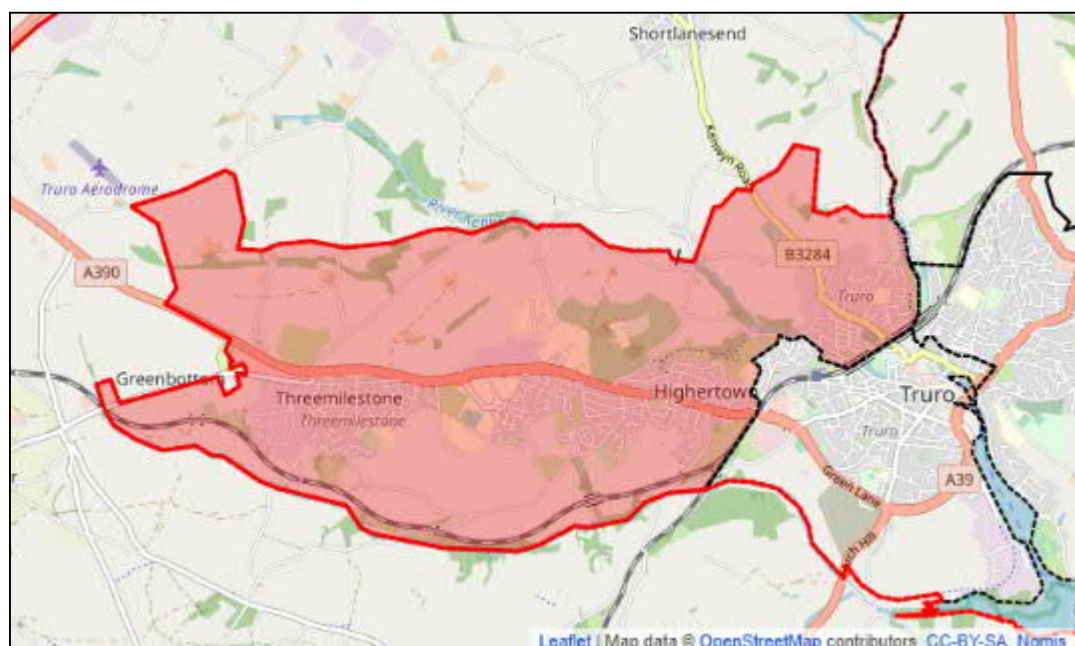 Shortlanesend
Kenwyn Road
Truro Aerodrome
River Kenwyn
A390
B3284
Truro
Greenbottom
Threemilestone
Threemilestone
Highertown
Truro
Truro
A39
Green Lane
Leaflet | Map data © OpenStreetMap contributors, CC-BY-SA, Nomis